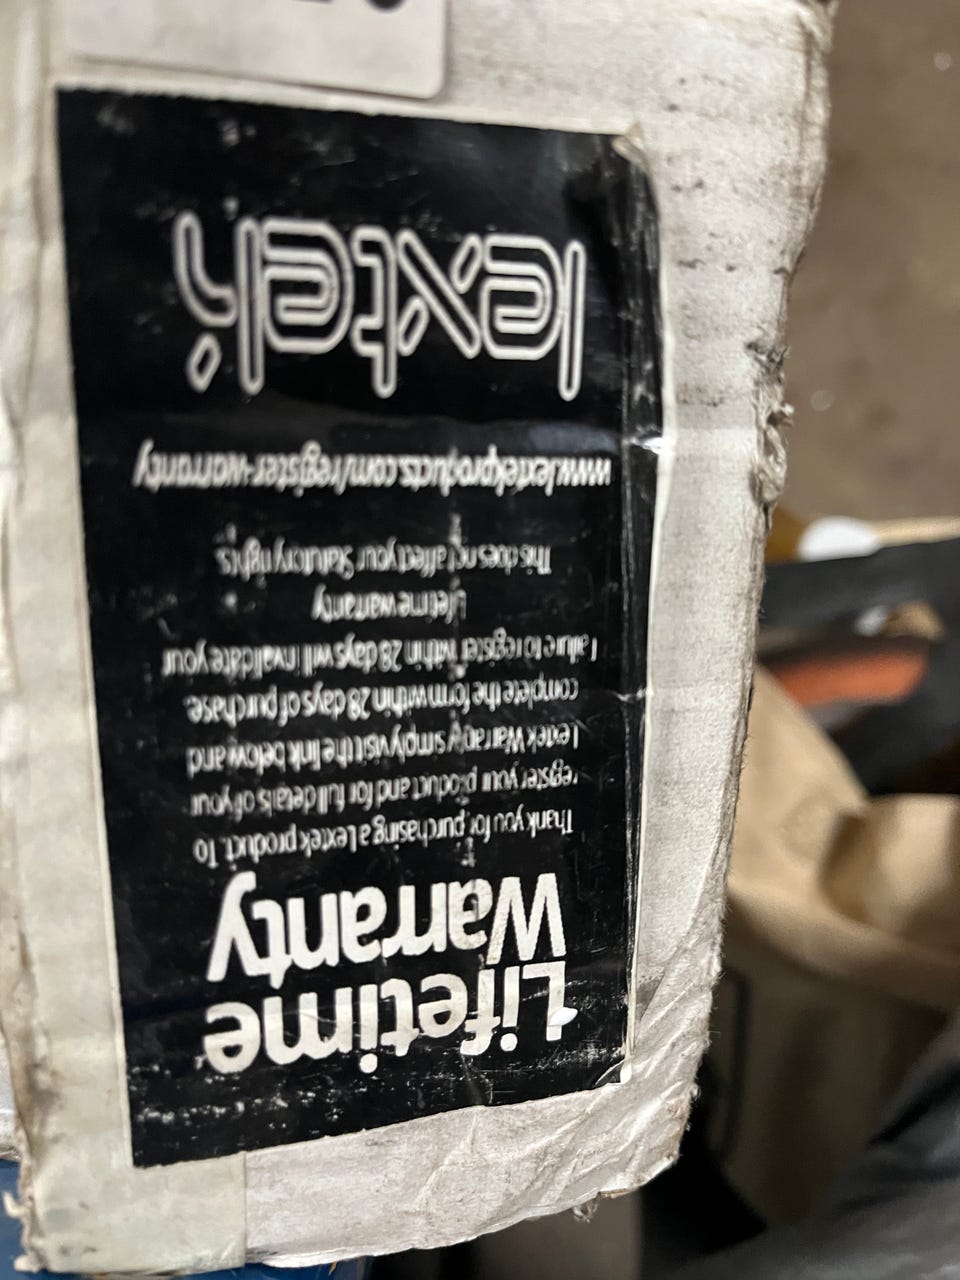 Lifetime
Warranty
Thank you for purchasing a Lextek product. To
register your product and for full details of your
Lextek Warranty simply visit the link below and
complete the form within 28 days of purchase.
Failure to register within 28 days will invalidate your
Lifetime warranty
This does not affect your Statutory rights.
www.lextekproducts.com/register-warranty
lextek